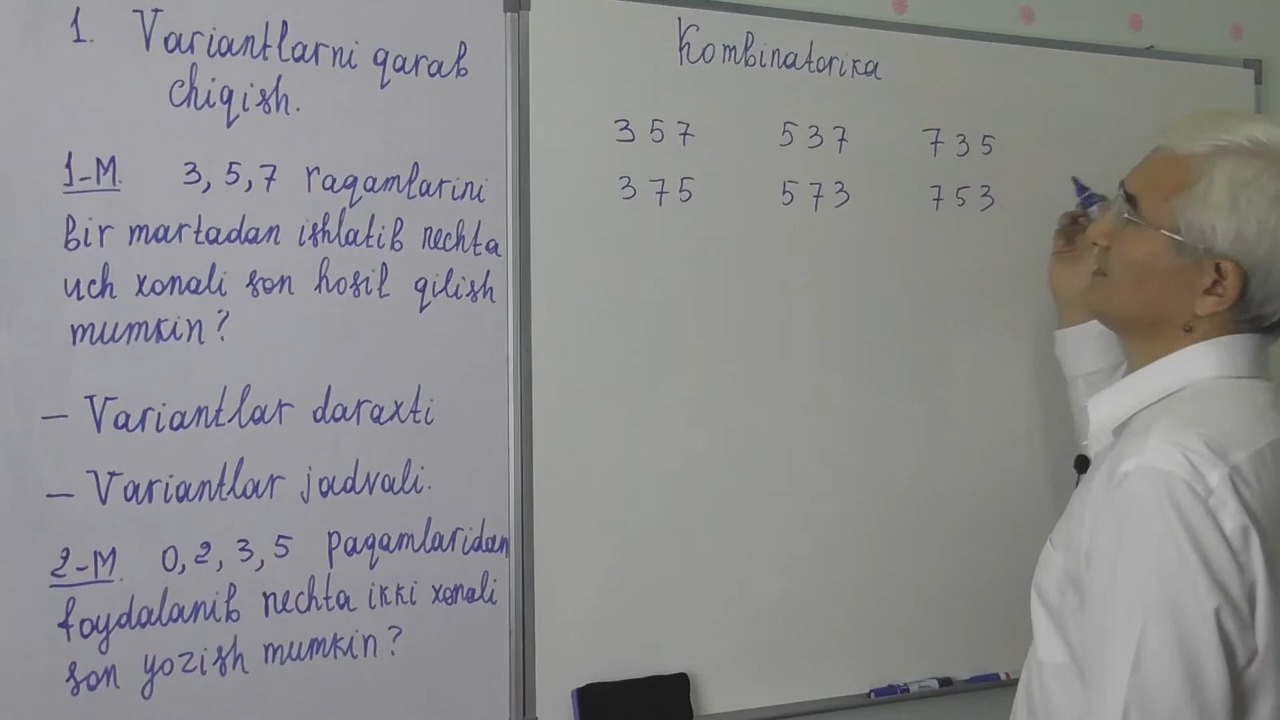 1. Variantlarni qarab
chiqish.
1-M. 3, 5, 7 raqamlarini
bir martadan ishlatib nechta
uch xonali son hosil qilish
mumkin?
– Variantlar daraxti
– Variantlar jadvali.
2-M. 0, 2, 3, 5 paqamlaridan
foydalanib nechta ikki xonali
son yozish mumkin?
Kombinatorika
357 537 735
375 573 753